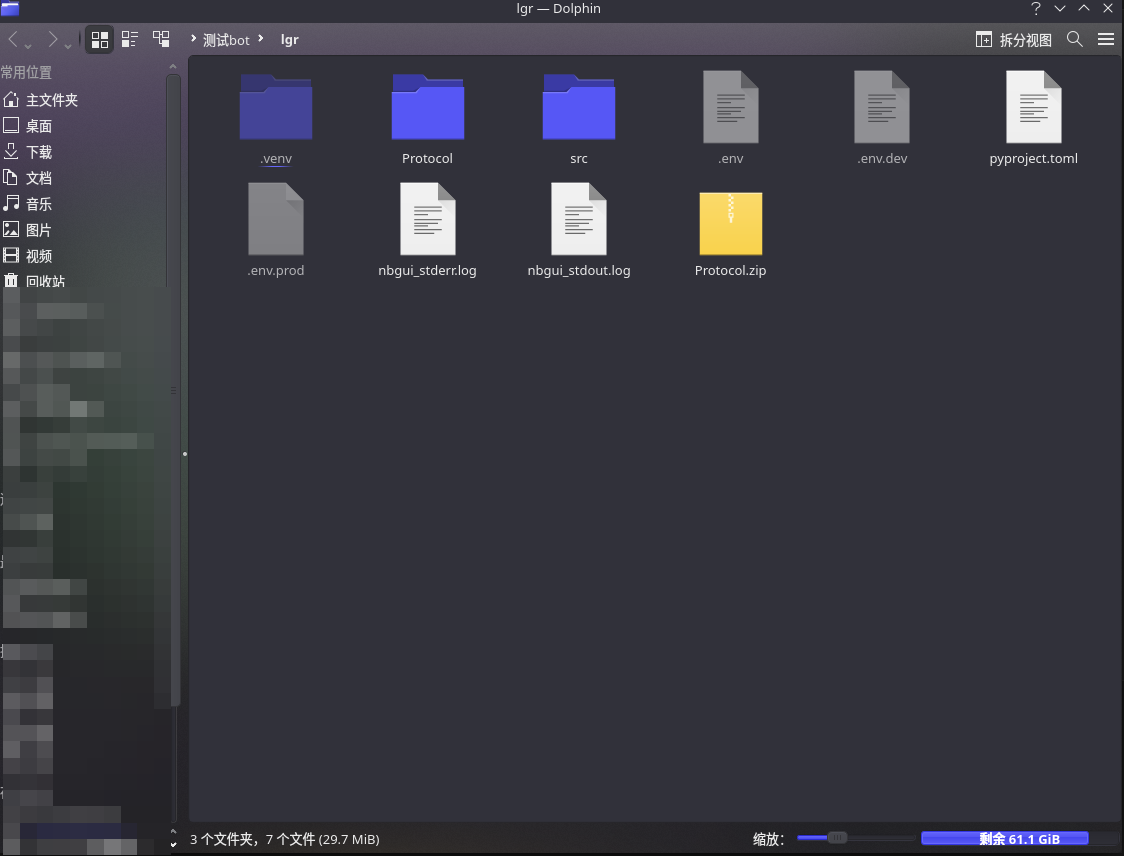 lgr — Dolphin
测试bot
lgr
拆分视图
常用位置
主文件夹
桌面
下载
文档
音乐
图片
视频
回收站
.venv
Protocol
src
.env
.env.dev
pyproject.toml
.env.prod
nbgui_stderr.log
nbgui_stdout.log
Protocol.zip
3 个文件夹，7 个文件 (29.7 MiB)
缩放：
剩余 61.1 GiB